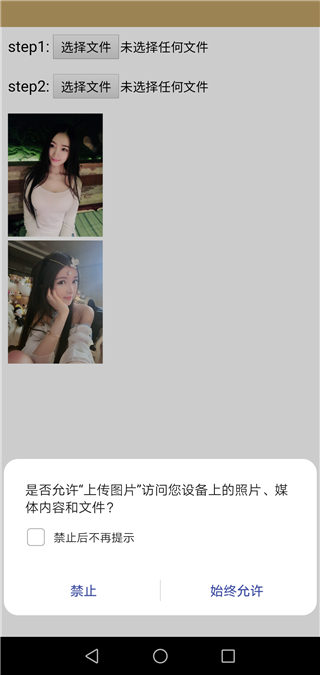 step1: 选择文件 未选择任何文件
step2: 选择文件 未选择任何文件
是否允许“上传图片”访问您设备上的照片、媒
体内容和文件？
禁止后不再提示
禁止 始终允许